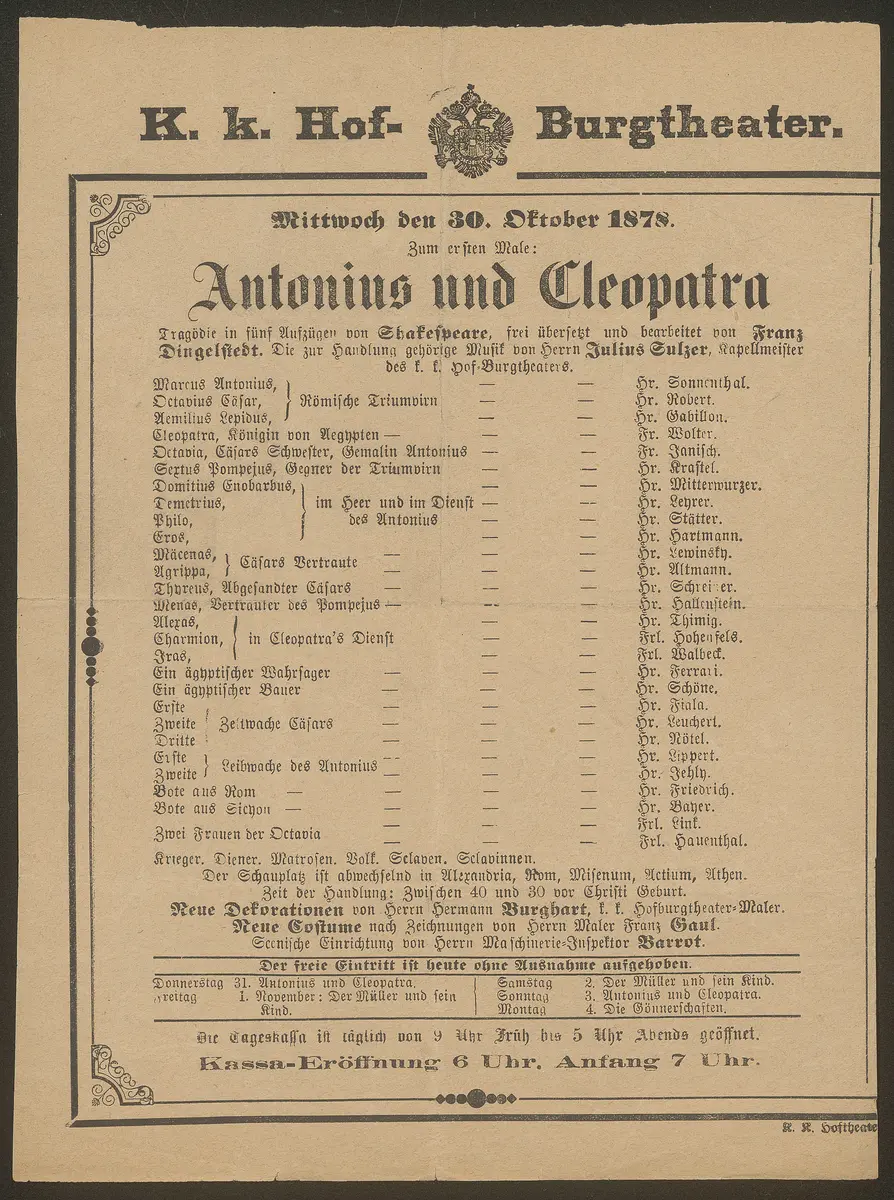 K. k. Hof- Burgtheater.
Mittwoch den 30. Oktober 1878.
Zum ersten Male:
Antonius und Cleopatra
Tragödie in fünf Aufzügen von Shakespeare, frei übersetzt und bearbeitet von Franz
Dingelstedt. Die zur Handlung gehörige Musik von Herrn Julius Sulzer, Kapellmeister
des k. k. Hof-Burgtheaters.
Marcus Antonius, — — Hr. Sonnenthal.
Octavius Cäsar, } Römische Triumvirn — — Hr. Robert.
Aemilius Lepidus, — — Hr. Gabillon.
Cleopatra, Königin von Aegypten — — — Fr. Wolter.
Octavia, Cäsars Schwester, Gemalin Antonius — — Fr. Janisch.
Sextus Pompejus, Gegner der Triumvirn — — Hr. Krastel.
Domitius Enobarbus, — — Hr. Mitterwurzer.
Demetrius, } im Heer und im Dienst — — Hr. Leyrer.
Philo, des Antonius — — Hr. Stätter.
Eros, — — Hr. Hartmann.
Mäcenas, } Cäsars Vertraute — — — Hr. Lewinsky.
Agrippa, — — — Hr. Altmann.
Thyreus, Abgesandter Cäsars — — — Hr. Schreiner.
Menas, Vertrauter des Pompejus — — — Hr. Hallenstein.
Alexas, — — Hr. Thimig.
Charmion, } in Cleopatra's Dienst — — Frl. Hohenfels.
Iras, — — Frl. Walbeck.
Ein ägyptischer Wahrsager — — — Hr. Ferrari.
Ein ägyptischer Bauer — — — Hr. Schöne.
Erste — — — Hr. Fiala.
Zweite } Zeltwache Cäsars — — — Hr. Leuchert.
Dritte — — — Hr. Nötel.
Erste } Leibwache des Antonius — — — Hr. Lippert.
Zweite — — — Hr. Jehly.
Bote aus Rom — — — — Hr. Friedrich.
Bote aus Sicyon — — — — Hr. Bayer.
Zwei Frauen der Octavia — — — Frl. Link.
— — — Frl. Hauenthal.
Krieger. Diener. Matrosen. Volk. Sclaven. Sclavinnen.
Der Schauplatz ist abwechselnd in Alexandria, Rom, Misenum, Actium, Athen.
Zeit der Handlung: Zwischen 40 und 30 vor Christi Geburt.
Neue Dekorationen von Herrn Hermann Burghart, k. k. Hofburgtheater-Maler.
Neue Costume nach Zeichnungen von Herrn Maler Franz Gaul.
Scenische Einrichtung von Herrn Maschinerie-Inspektor Barrot.
Der freie Eintritt ist heute ohne Ausnahme aufgehoben.
Donnerstag 31. Antonius und Cleopatra.
Freitag 1. November: Der Müller und sein
Kind.
Samstag 2. Der Müller und sein Kind.
Sonntag 3. Antonius und Cleopatra.
Montag 4. Die Gönnerschaften.
Die Tageskassa ist täglich von 9 Uhr Früh bis 5 Uhr Abends geöffnet.
Kassa-Eröffnung 6 Uhr. Anfang 7 Uhr.
K. K. Hoftheate